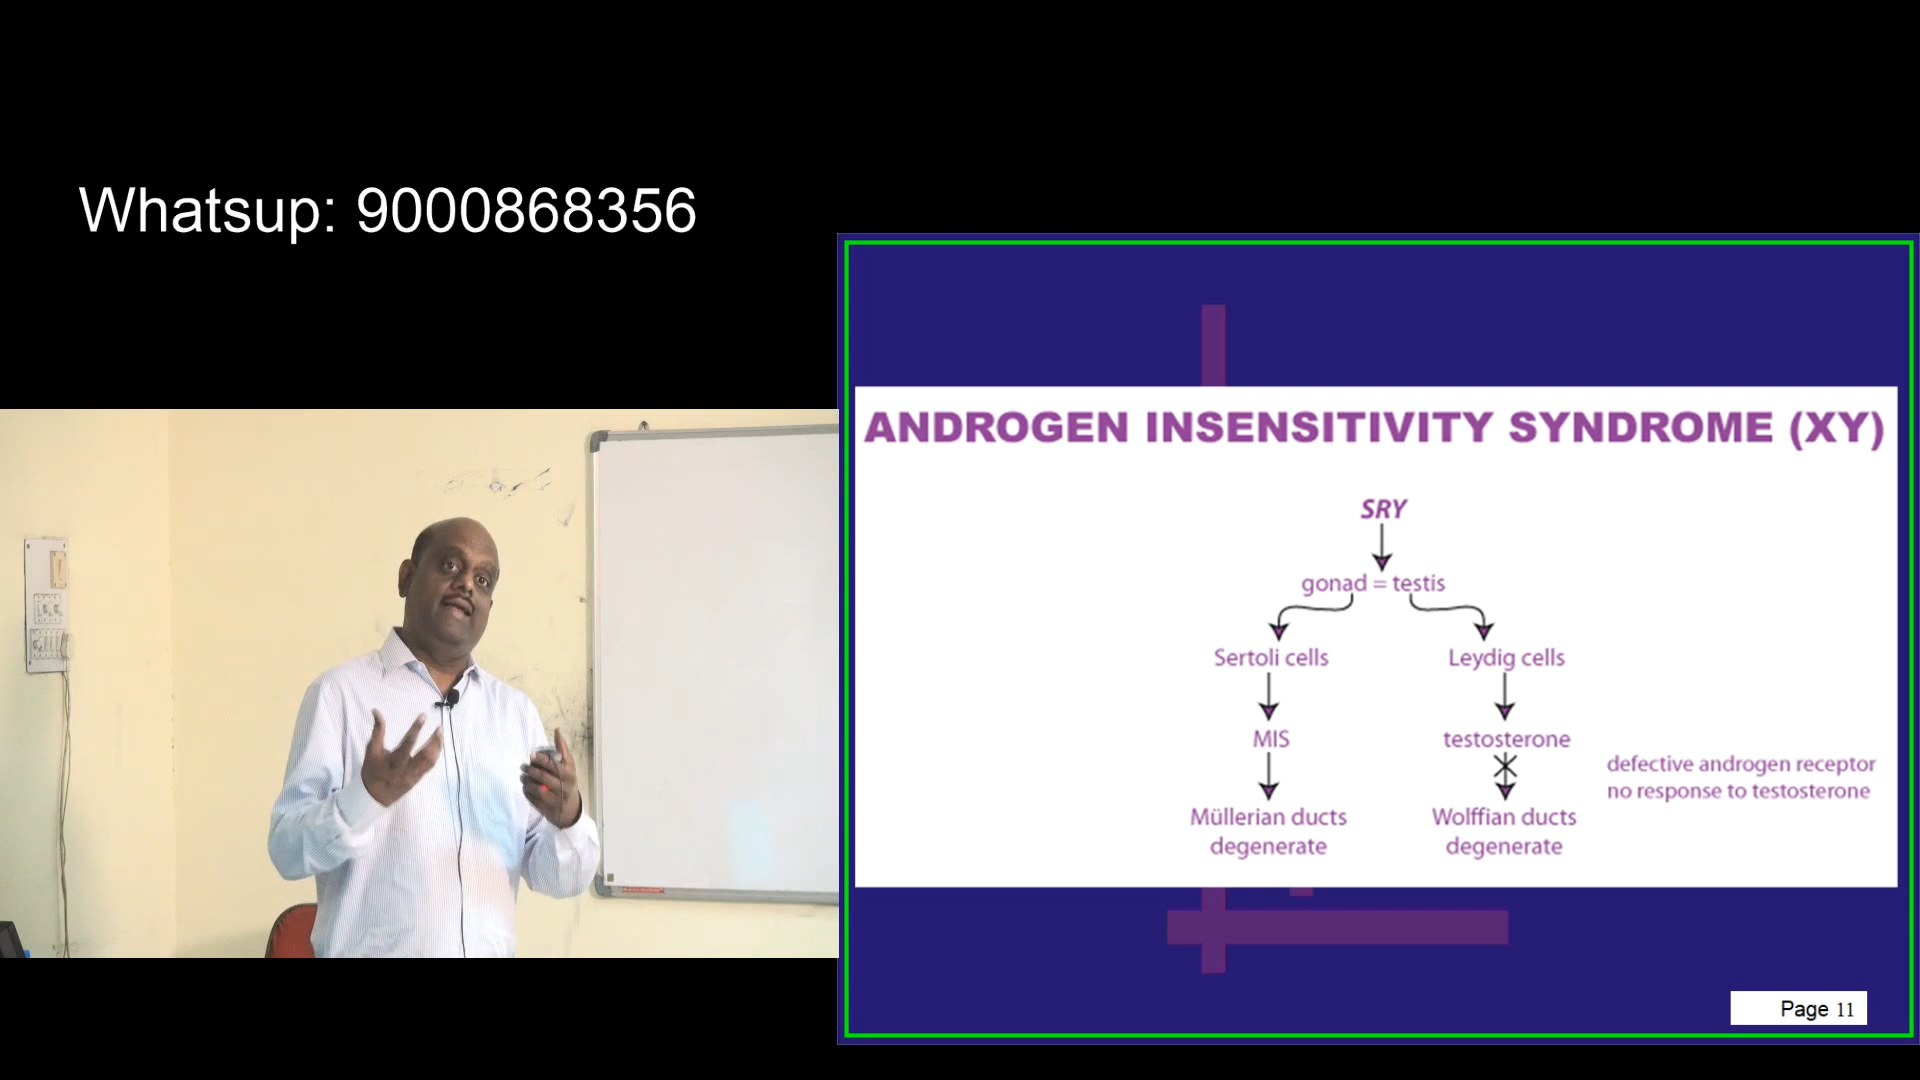 Whatsup: 9000868356
ANDROGEN INSENSITIVITY SYNDROME (XY)
SRY
gonad = testis
Sertoli cells
Leydig cells
MIS
testosterone
defective androgen receptor
no response to testosterone
Müllerian ducts
degenerate
Wolffian ducts
degenerate
Page 11